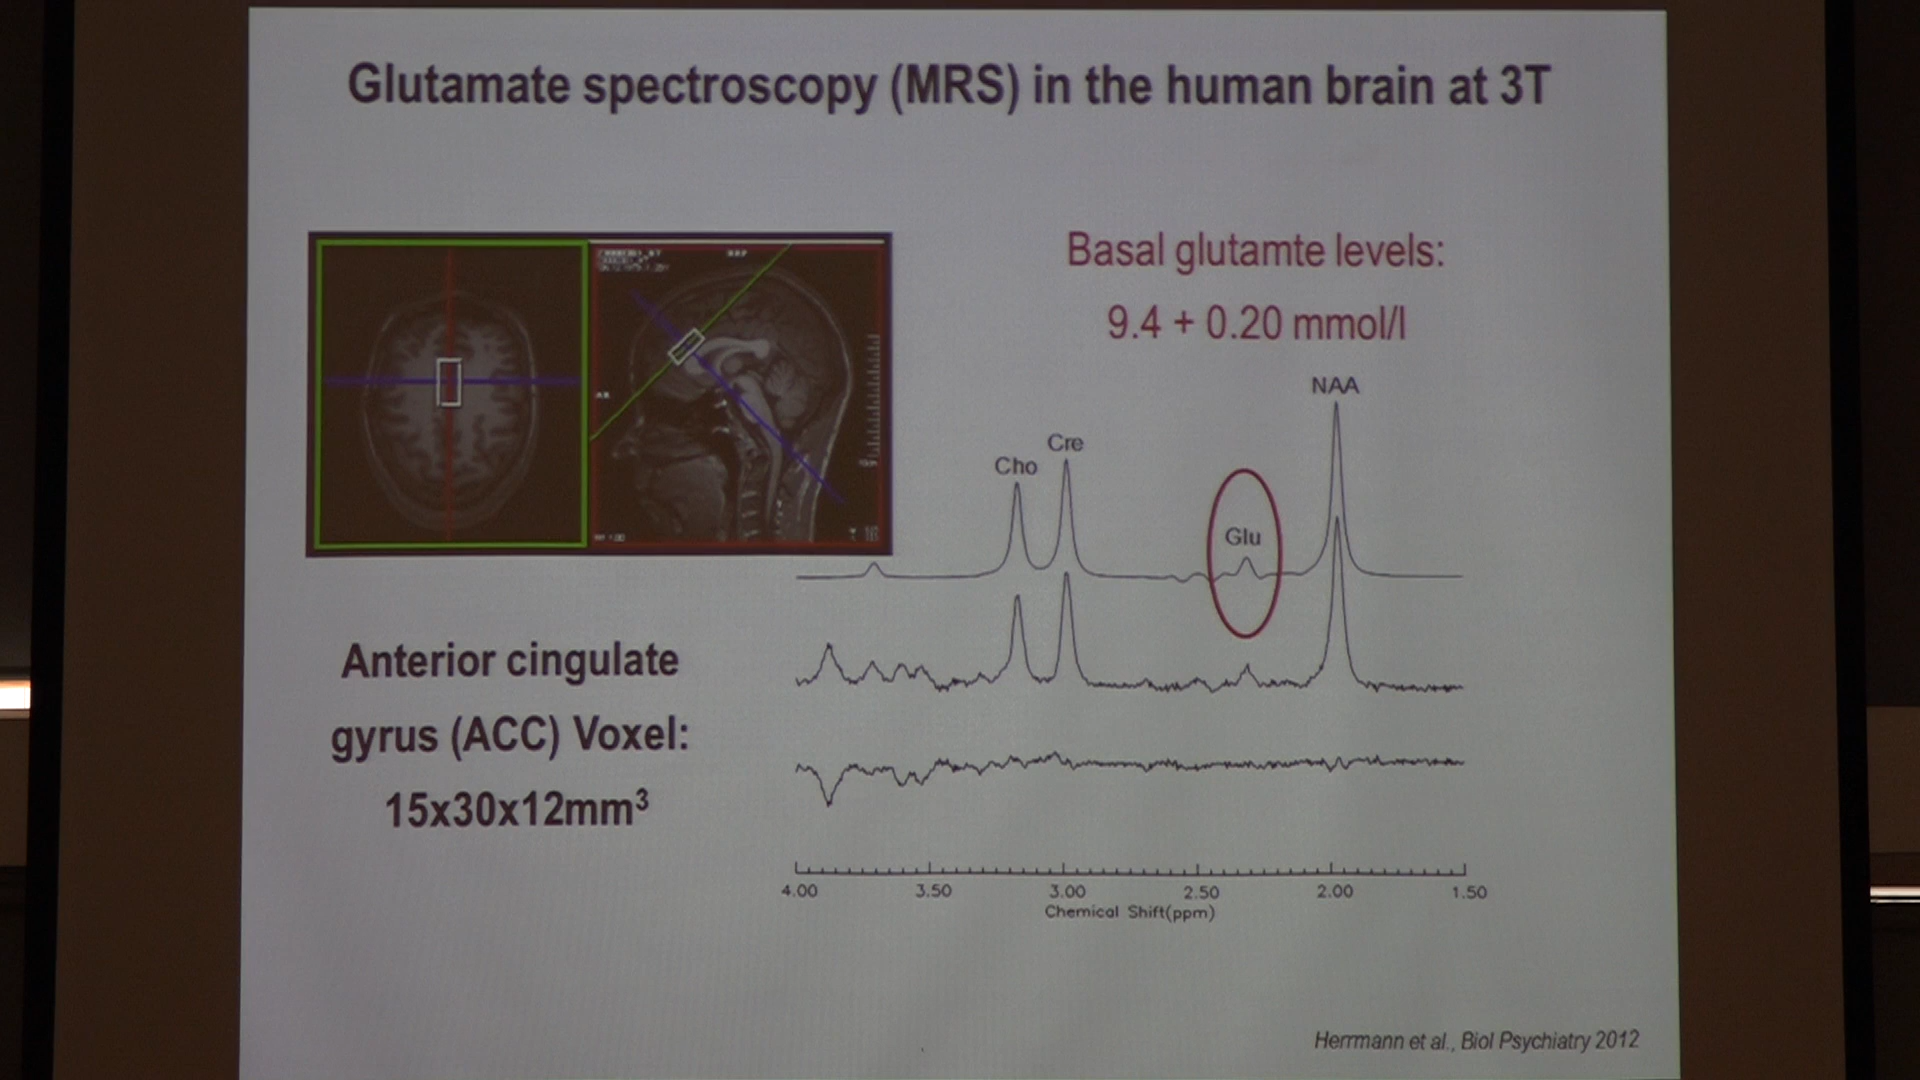 Glutamate spectroscopy (MRS) in the human brain at 3T
Basal glutamte levels:
9.4 + 0.20 mmol/l
NAA
Cre
Cho
Glu
Anterior cingulate
gyrus (ACC) Voxel:
15x30x12mm³
4.00 3.50 3.00 2.50 2.00 1.50
Chemical Shift(ppm)
Herrmann et al., Biol Psychiatry 2012